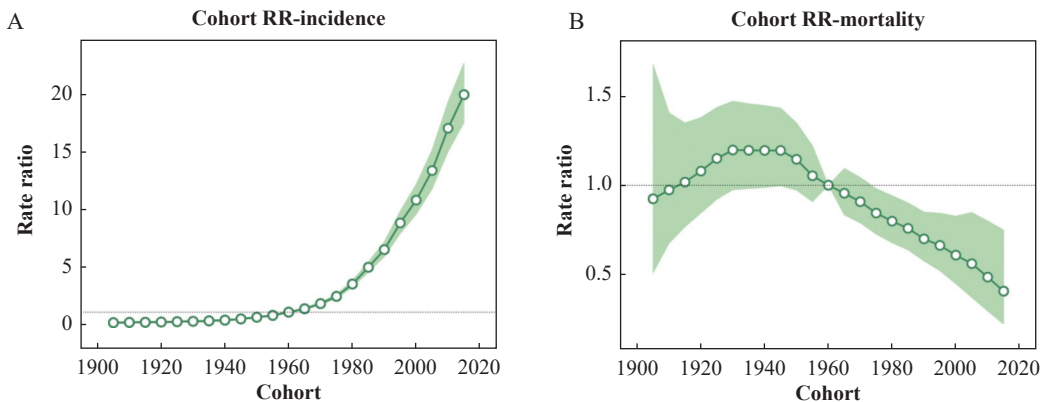 A
Cohort RR-incidence
Rate ratio
20
15
10
5
0
1900
1920
1940
1960
1980
2000
2020
Cohort
B
Cohort RR-mortality
Rate ratio
1.5
1.0
0.5
1900
1920
1940
1960
1980
2000
2020
Cohort